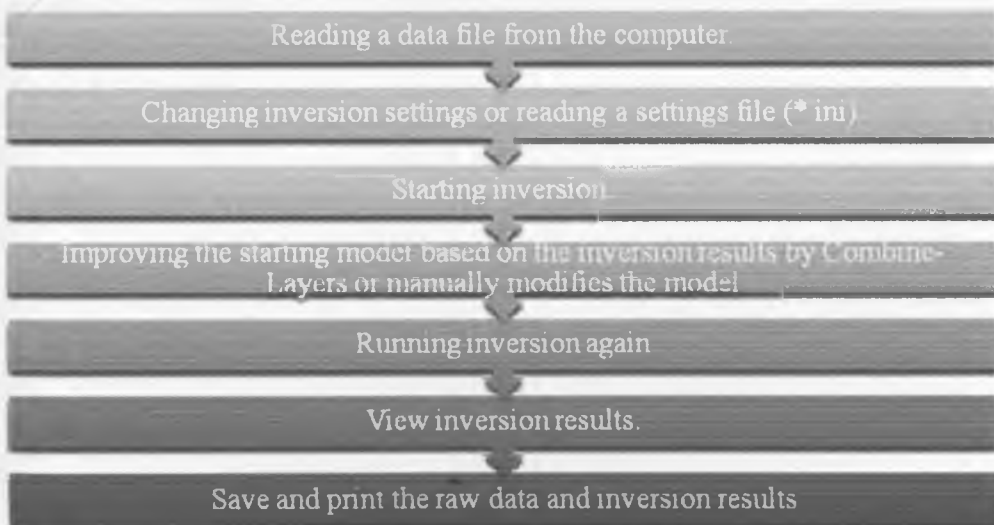 Reading a data file from the computer.
Changing inversion settings or reading a settings file (* ini)
Starting inversion
Improving the starting model based on the inversion results by Combine-
Layers or manually modifies the model
Running inversion again
View inversion results.
Save and print the raw data and inversion results